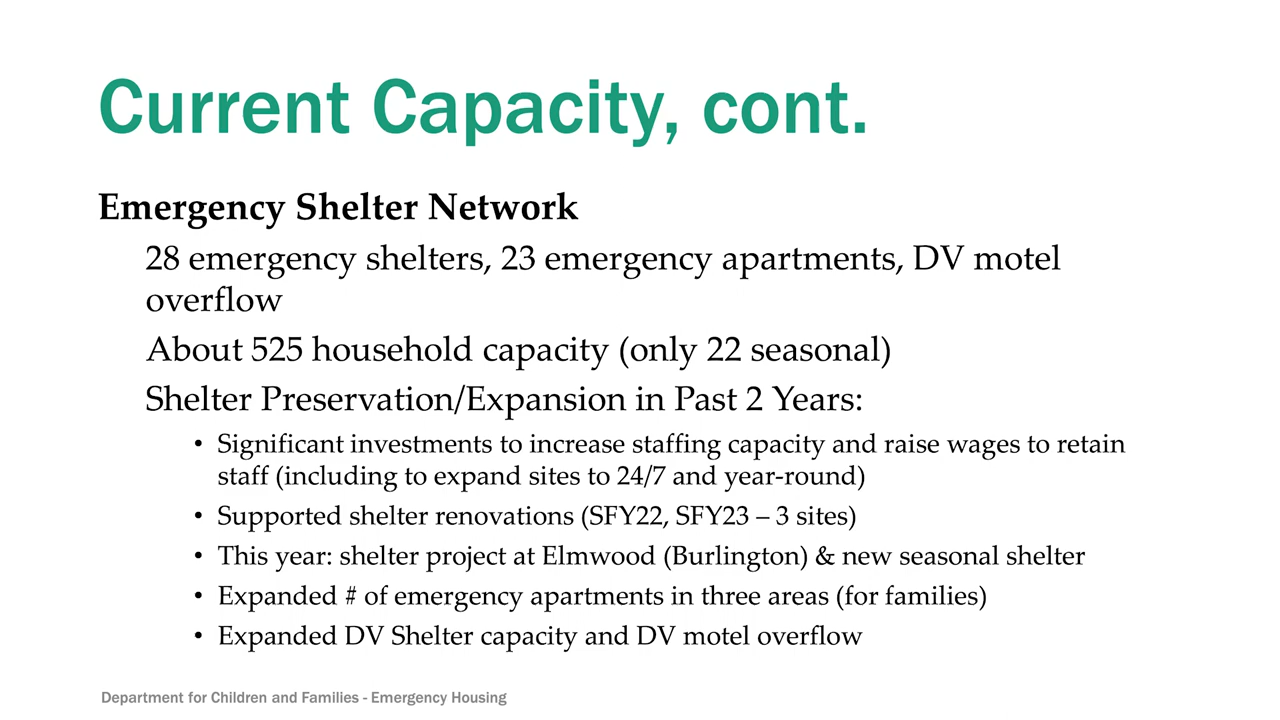 Current Capacity, cont.
Emergency Shelter Network
28 emergency shelters, 23 emergency apartments, DV motel
overflow
About 525 household capacity (only 22 seasonal)
Shelter Preservation/Expansion in Past 2 Years:
• Significant investments to increase staffing capacity and raise wages to retain
staff (including to expand sites to 24/7 and year-round)
• Supported shelter renovations (SFY22, SFY23 – 3 sites)
• This year: shelter project at Elmwood (Burlington) & new seasonal shelter
• Expanded # of emergency apartments in three areas (for families)
• Expanded DV Shelter capacity and DV motel overflow
Department for Children and Families - Emergency Housing